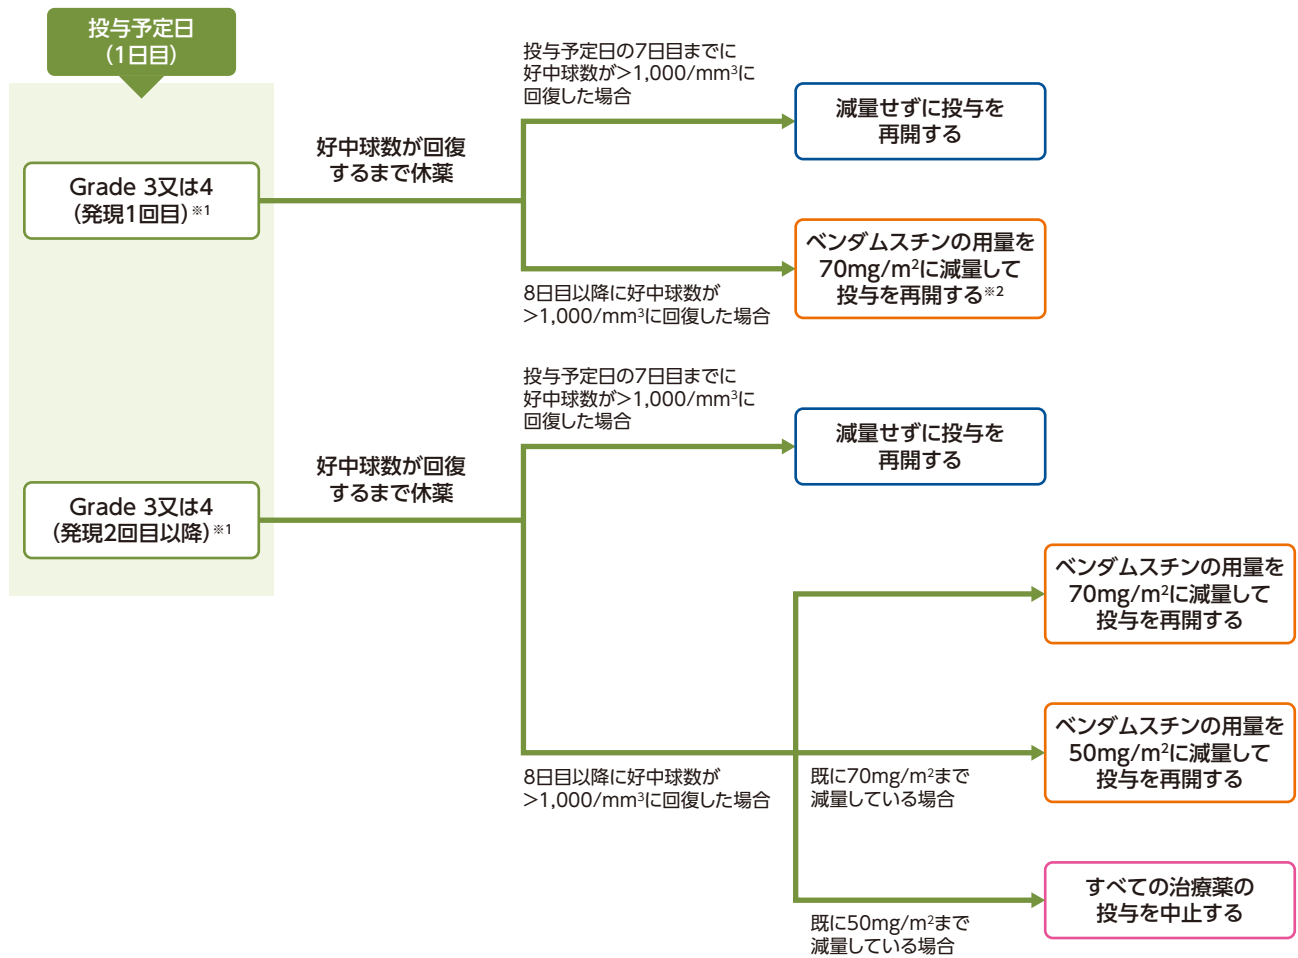 投与予定日
(1日目)
投与予定日の7日目までに
好中球数が>1,000/mm³に
回復した場合
減量せずに投与を
再開する
好中球数が回復
するまで休薬
Grade 3又は4
(発現1回目)※1
ベンダムスチンの用量を
70mg/m²に減量して
投与を再開する※2
8日目以降に好中球数が
>1,000/mm³に回復した場合
投与予定日の7日目までに
好中球数が>1,000/mm³に
回復した場合
減量せずに投与を
再開する
好中球数が回復
するまで休薬
Grade 3又は4
(発現2回目以降)※1
ベンダムスチンの用量を
70mg/m²に減量して
投与を再開する
ベンダムスチンの用量を
50mg/m²に減量して
投与を再開する
8日目以降に好中球数が
>1,000/mm³に回復した場合
既に70mg/m²まで
減量している場合
すべての治療薬の
投与を中止する
既に50mg/m²まで
減量している場合